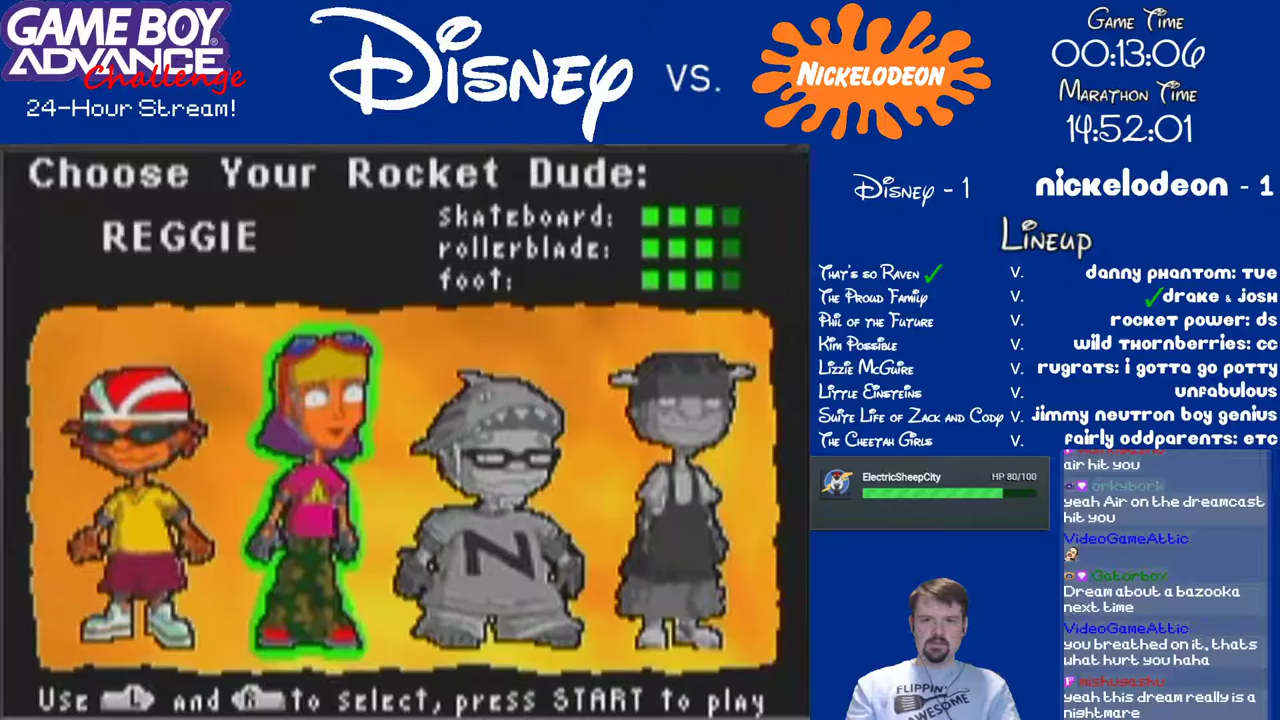 GAME BOY
ADVANCE
Challenge
24-Hour Stream!
Disney
VS.
NICKELODEON
Game Time
00:13:06
Marathon Time
14:52:01
Choose Your Rocket Dude:
REGGIE
skateboard:
rollerblade:
foot:
N
Use L and R to select, press START to play
Disney - 1
nickelodeon - 1
Lineup
That's so Raven v. danny phantom: tue
The Proud Family v. drake & josh
Phil of the Future v. rocket power: ds
Kim Possible v. wild thornberries: cc
Lizzie McGuire v. rugrats: i gotta go potty
Little Einsteins v. unfabulous
Suite Life of Zack and Cody v. jimmy neutron boy genius
The Cheetah Girls v. fairly oddparents: etc
ElectricSheepCity
HP 80/100
air hit you
orkybork
yeah Air on the dreamcast
hit you
VideoGameAttic
Gatorbox
Dream about a bazooka
next time
VideoGameAttic
you breathed on it, thats
what hurt you haha
mishugashu
yeah this dream really is a
nightmare
FLIPPIN'
AWESOME